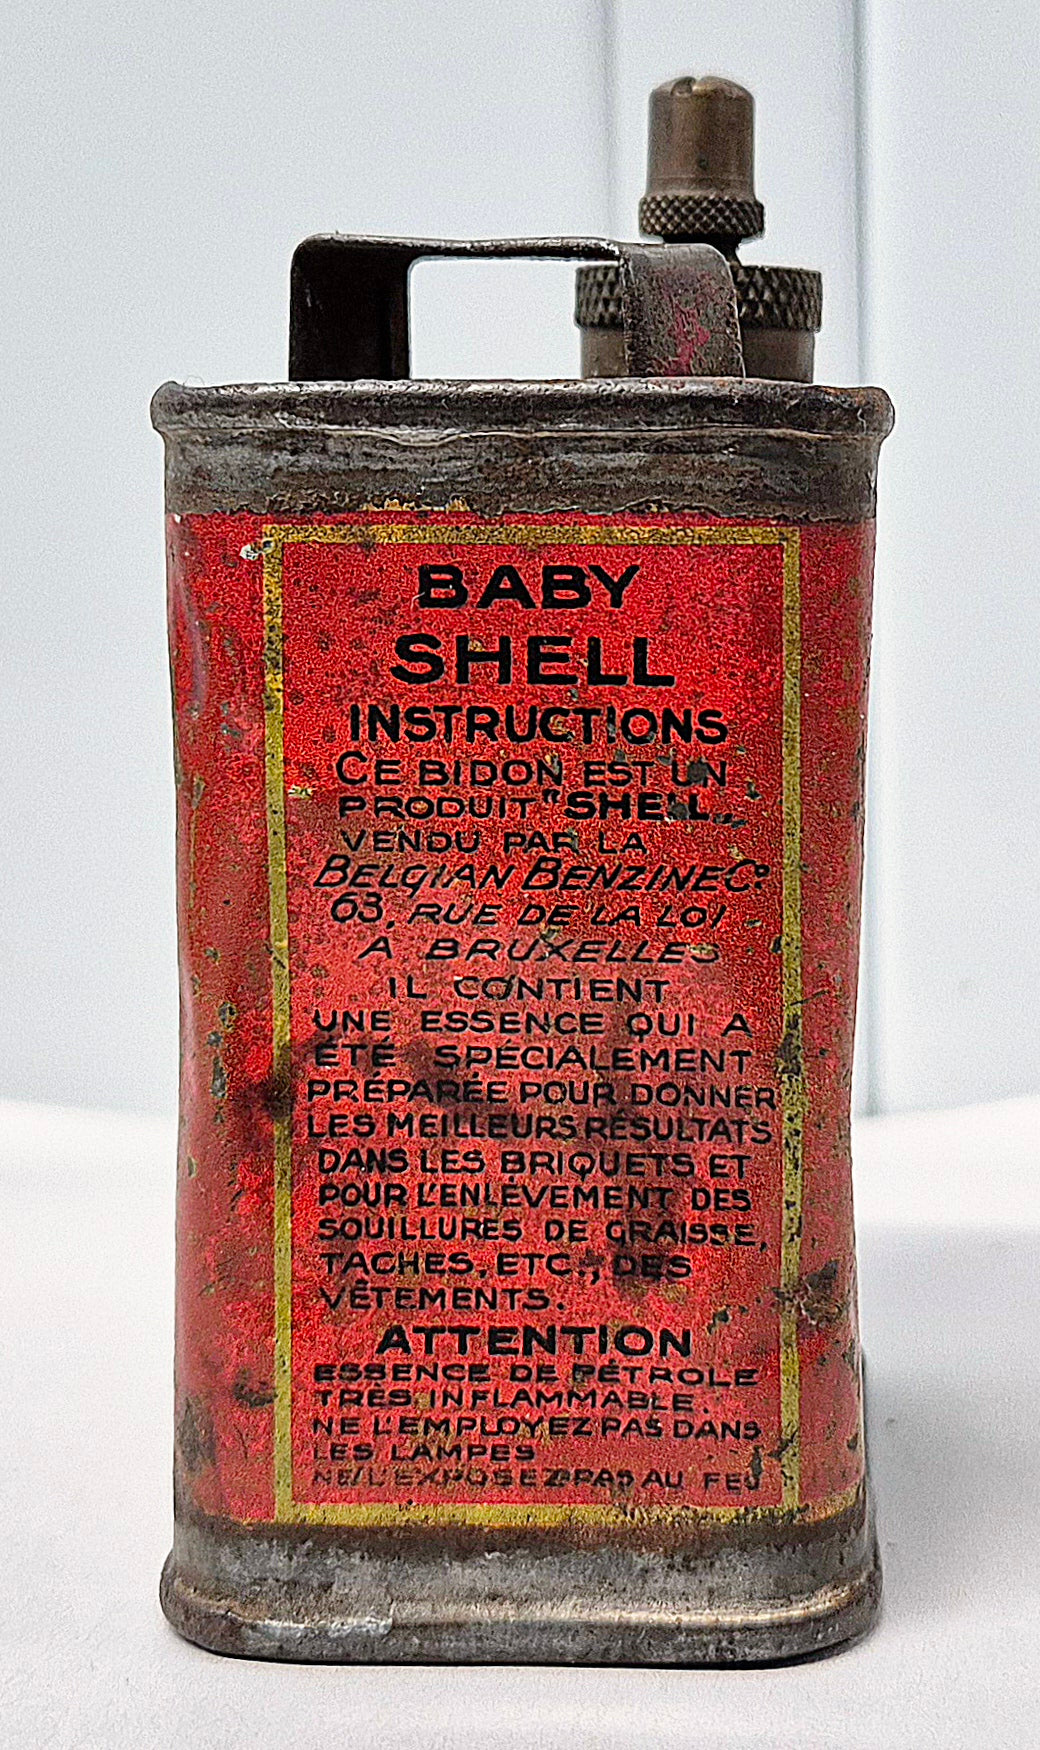 BABY
SHELL
INSTRUCTIONS
CE BIDON EST UN
PRODUIT "SHELL"
VENDU PAR LA
BELGIAN BENZINE Cº
63, RUE DE LA LOI
A BRUXELLES
IL CONTIENT
UNE ESSENCE QUI A
ÉTÉ SPÉCIALEMENT
PRÉPARÉE POUR DONNER
LES MEILLEURS RÉSULTATS
DANS LES BRIQUETS ET
POUR L'ENLÈVEMENT DES
SOUILLURES DE GRAISSE,
TACHES, ETC., DES
VÊTEMENTS.
ATTENTION
ESSENCE DE PÉTROLE
TRÈS INFLAMMABLE.
NE L'EMPLOYEZ PAS DANS
LES LAMPES
NE L'EXPOSEZ PAS AU FEU